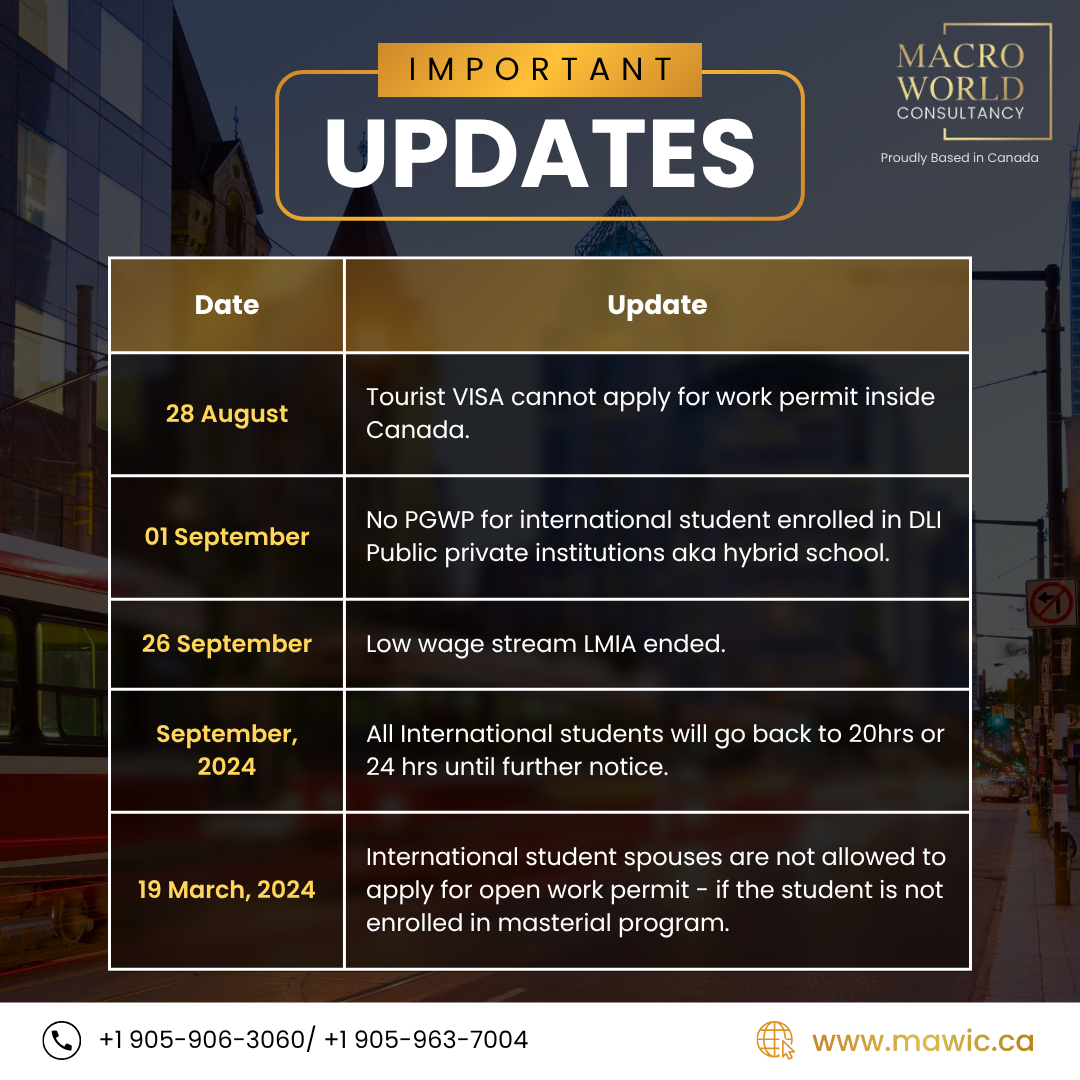 IMPORTANT
UPDATES
MACRO
WORLD
CONSULTANCY
Proudly Based in Canada
Date
Update
28 August
Tourist VISA cannot apply for work permit inside
Canada.
01 September
No PGWP for international student enrolled in DLI
Public private institutions aka hybrid school.
26 September
Low wage stream LMIA ended.
September,
2024
All International students will go back to 20hrs or
24 hrs until further notice.
19 March, 2024
International student spouses are not allowed to
apply for open work permit - if the student is not
enrolled in masterial program.
+1 905-906-3060/ +1 905-963-7004
www.mawic.ca